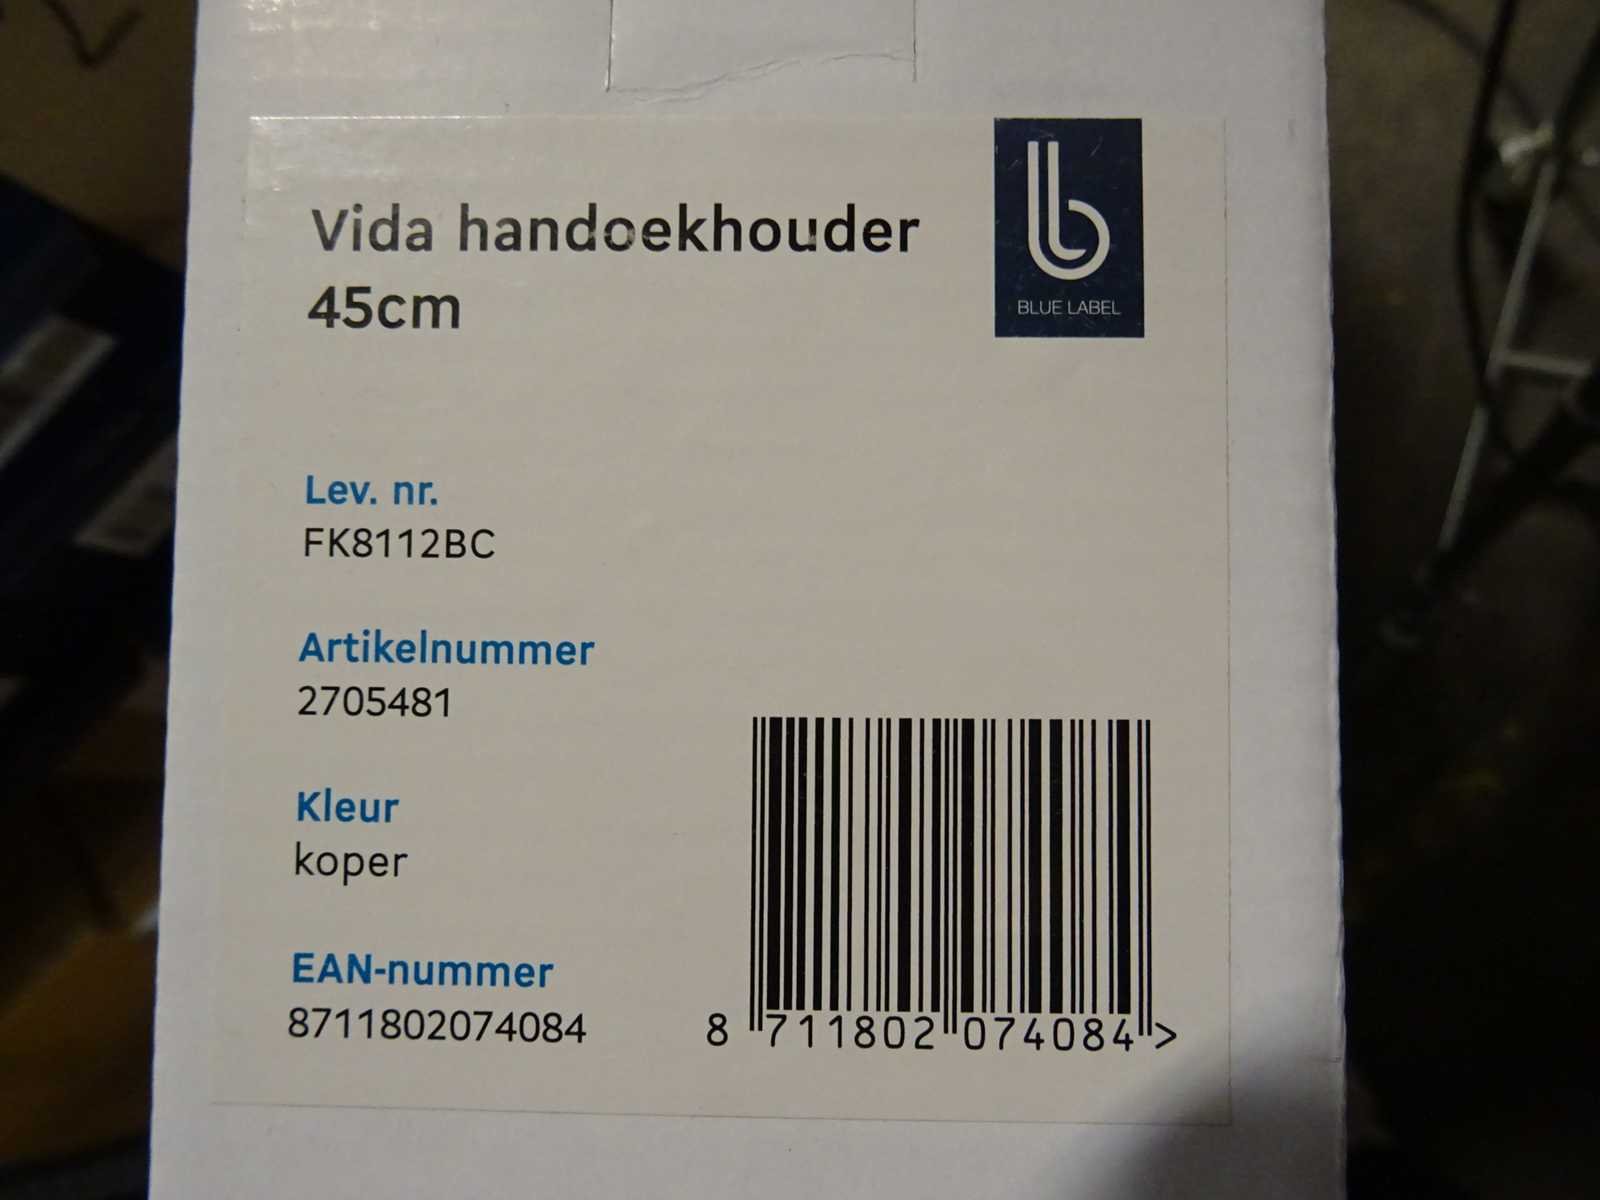 Vida handoekhouder
45cm
b
BLUE LABEL
Lev. nr.
FK8112BC
Artikelnummer
2705481
Kleur
koper
EAN-nummer
8711802074084
8 711802 074084 >